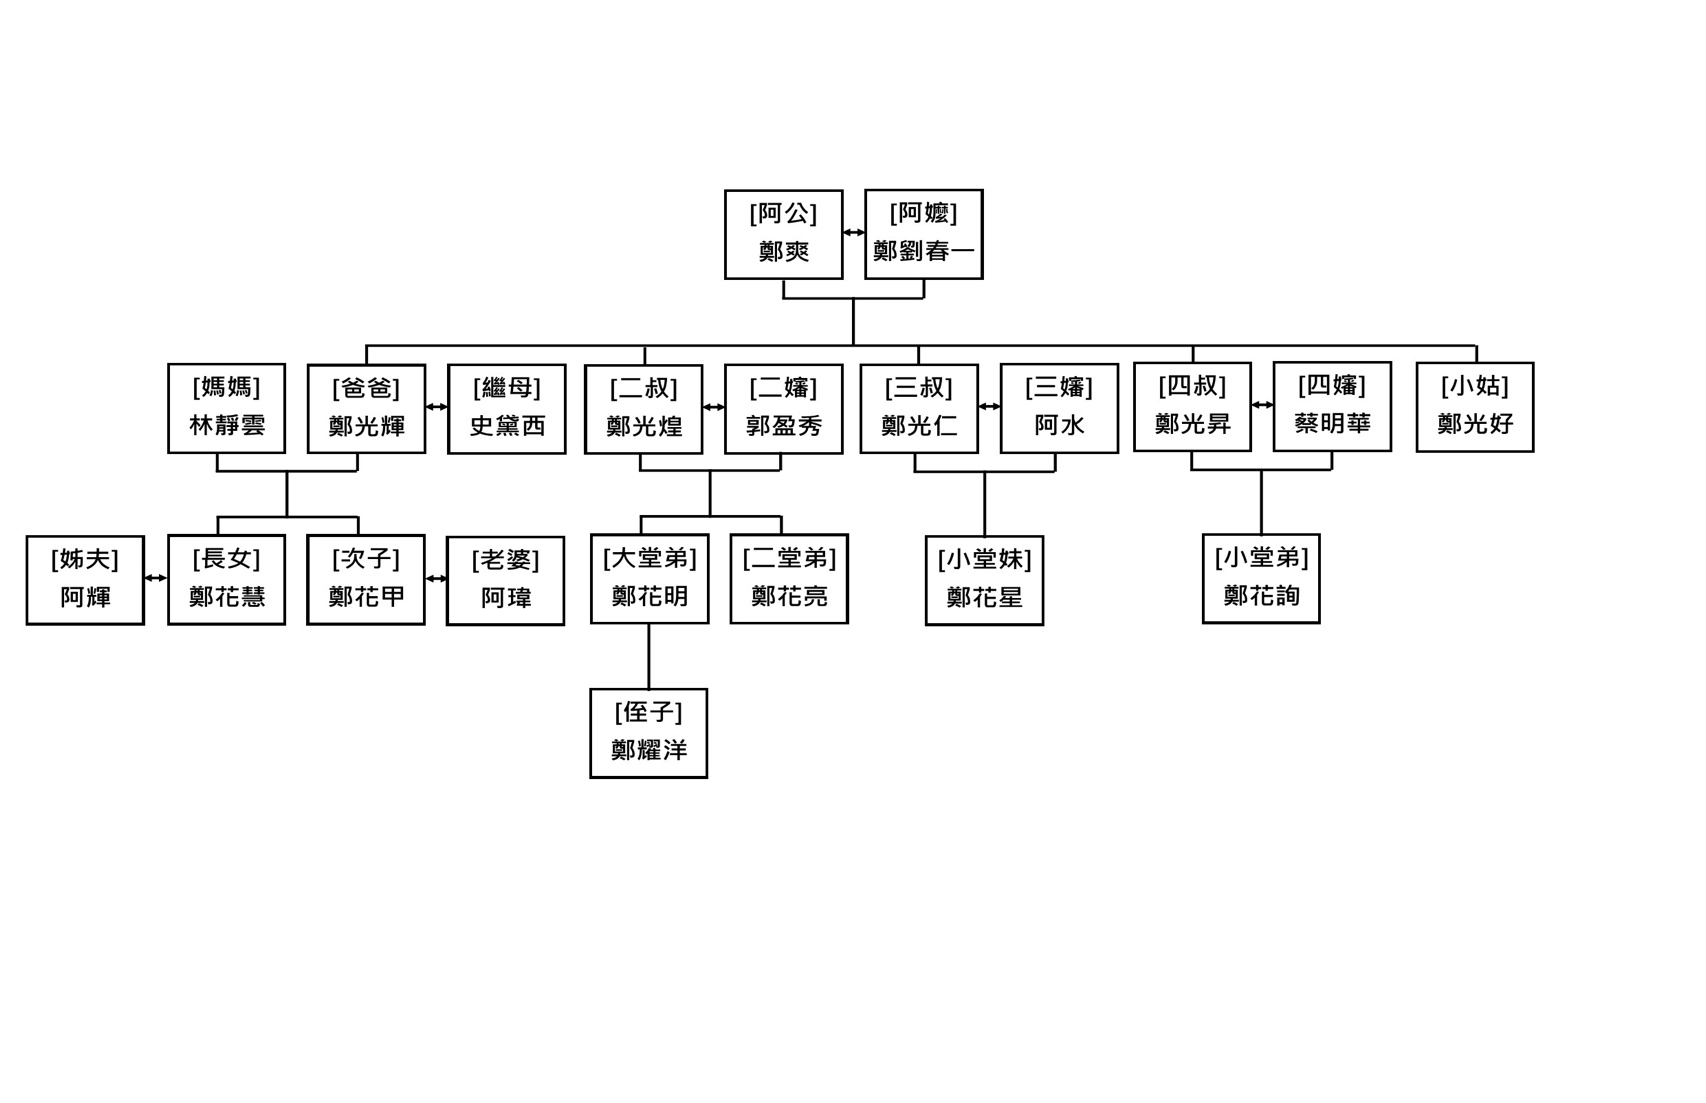 [阿公]
鄭爽
[阿嬤]
鄭劉春一
[媽媽]
林靜雲
[爸爸]
鄭光輝
[繼母]
史黛西
[二叔]
鄭光煌
[二嬸]
郭盈秀
[三叔]
鄭光仁
[三嬸]
阿水
[四叔]
鄭光昇
[四嬸]
蔡明華
[小姑]
鄭光好
[姊夫]
阿輝
[長女]
鄭花慧
[次子]
鄭花甲
[老婆]
阿瑋
[大堂弟]
鄭花明
[二堂弟]
鄭花亮
[小堂妹]
鄭花星
[小堂弟]
鄭花詢
[侄子]
鄭耀洋